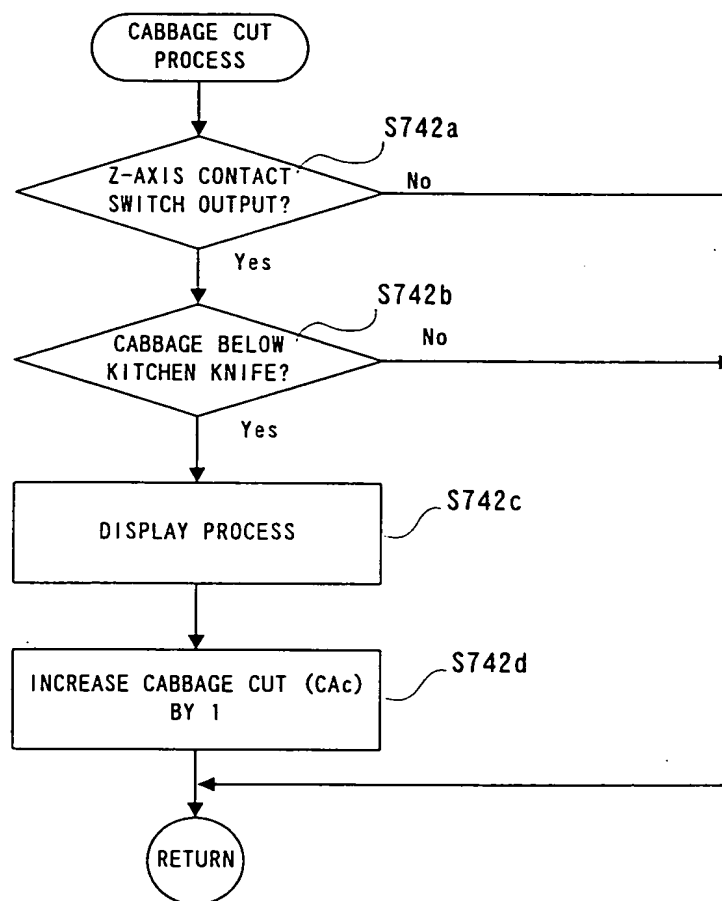 CABBAGE CUT
PROCESS
S742a
Z-AXIS CONTACT
SWITCH OUTPUT?
No
Yes
S742b
CABBAGE BELOW
KITCHEN KNIFE?
No
Yes
S742c
DISPLAY PROCESS
S742d
INCREASE CABBAGE CUT (CAc)
BY 1
RETURN